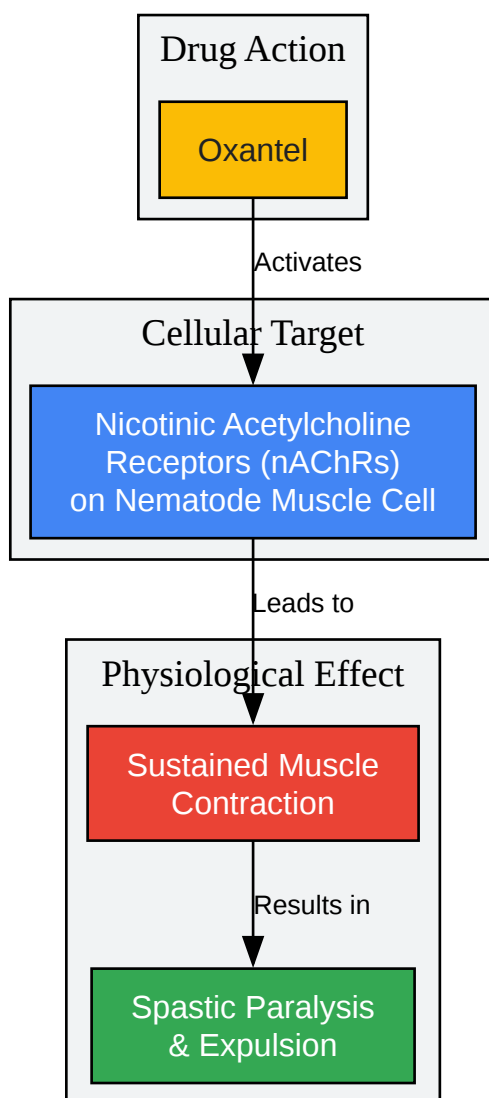 Drug Action
Oxantel
Activates
Cellular Target
Nicotinic Acetylcholine
Receptors (nAChRs)
on Nematode Muscle Cell
Leads to
Physiological Effect
Sustained Muscle
Contraction
Results in
Spastic Paralysis
& Expulsion